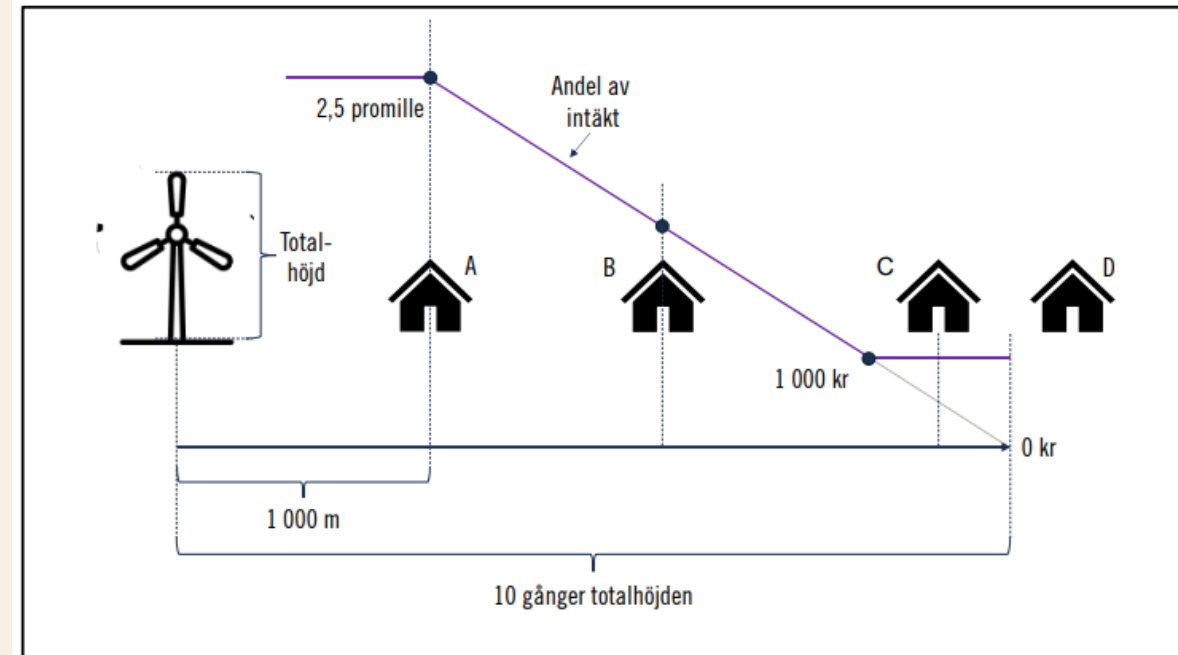 2,5 promille
Andel av
intäkt
Total-
höjd
A
B
C
D
1 000 kr
0 kr
1 000 m
10 gånger totalhöjden